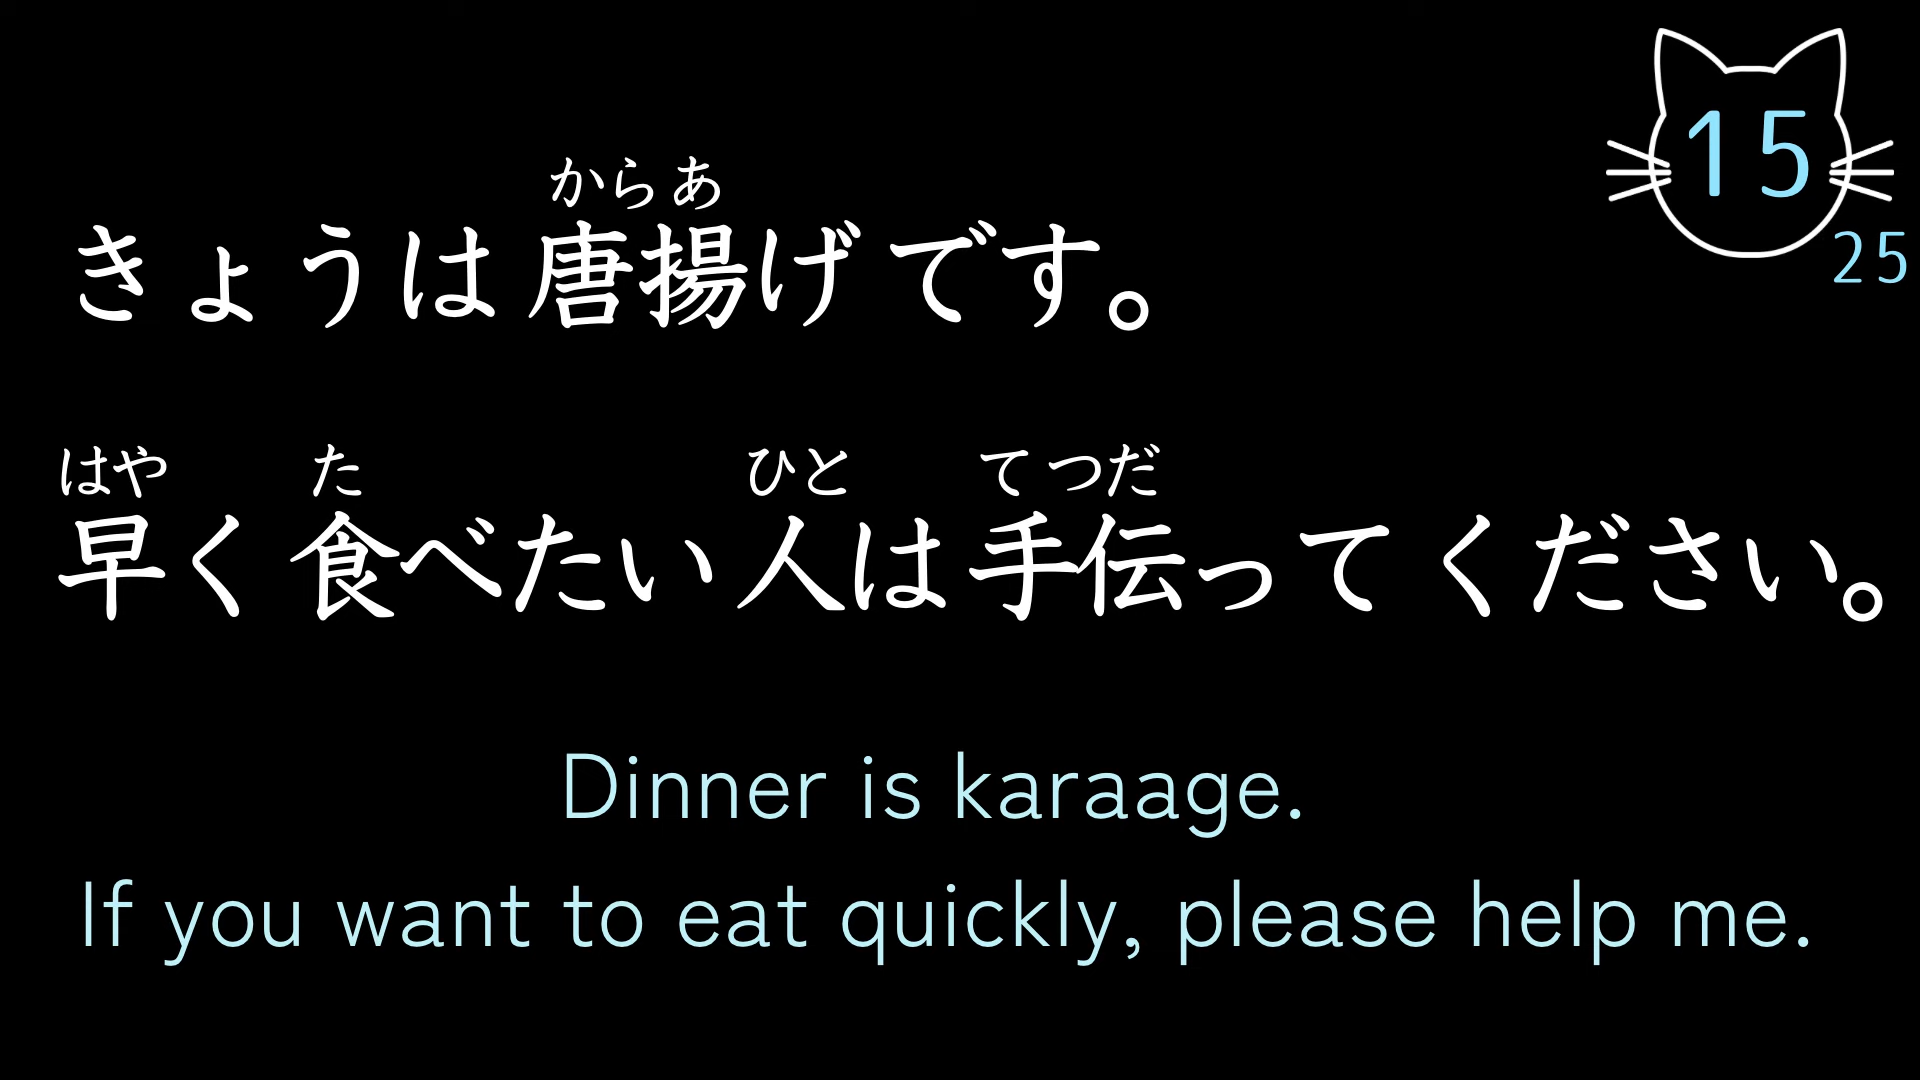 15
25
からあ
きょうは唐揚げです。
はや た ひと てつだ
早く食べたい人は手伝ってください。
Dinner is karaage.
If you want to eat quickly, please help me.